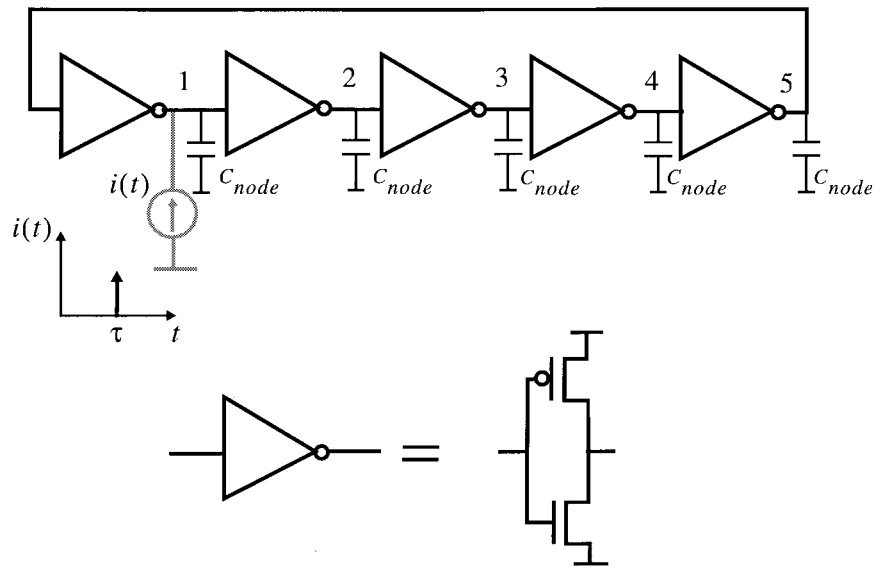 1 2 3 4 5
i(t) C_node C_node C_node C_node C_node
i(t)
τ t
=